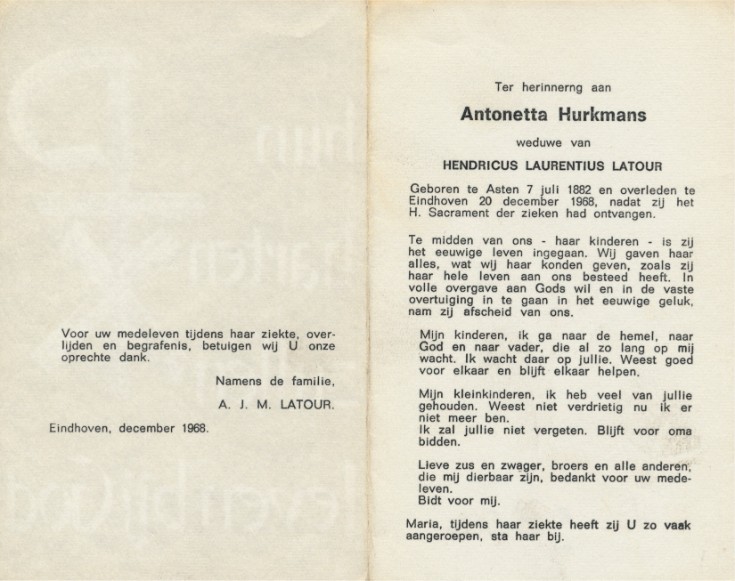 Voor uw medeleven tijdens haar ziekte, over-
lijden en begrafenis, betuigen wij U onze
oprechte dank.
Namens de familie,
A. J. M. LATOUR.
Eindhoven, december 1968.
Ter herinnerng aan
Antonetta Hurkmans
weduwe van
HENDRICUS LAURENTIUS LATOUR
Geboren te Asten 7 juli 1882 en overleden te
Eindhoven 20 december 1968, nadat zij het
H. Sacrament der zieken had ontvangen.
Te midden van ons - haar kinderen - is zij
het eeuwige leven ingegaan. Wij gaven haar
alles, wat wij haar konden geven, zoals zij
haar hele leven aan ons besteed heeft. In
volle overgave aan Gods wil en in de vaste
overtuiging in te gaan in het eeuwige geluk,
nam zij afscheid van ons.
Mijn kinderen, ik ga naar de hemel, naar
God en naar vader, die al zo lang op mij
wacht. Ik wacht daar op jullie. Weest goed
voor elkaar en blijft elkaar helpen.
Mijn kleinkinderen, ik heb veel van jullie
gehouden. Weest niet verdrietig nu ik er
niet meer ben.
Ik zal jullie niet vergeten. Blijft voor oma
bidden.
Lieve zus en zwager, broers en alle anderen,
die mij dierbaar zijn, bedankt voor uw mede-
leven.
Bidt voor mij.
Maria, tijdens haar ziekte heeft zij U zo vaak
aangeroepen, sta haar bij.